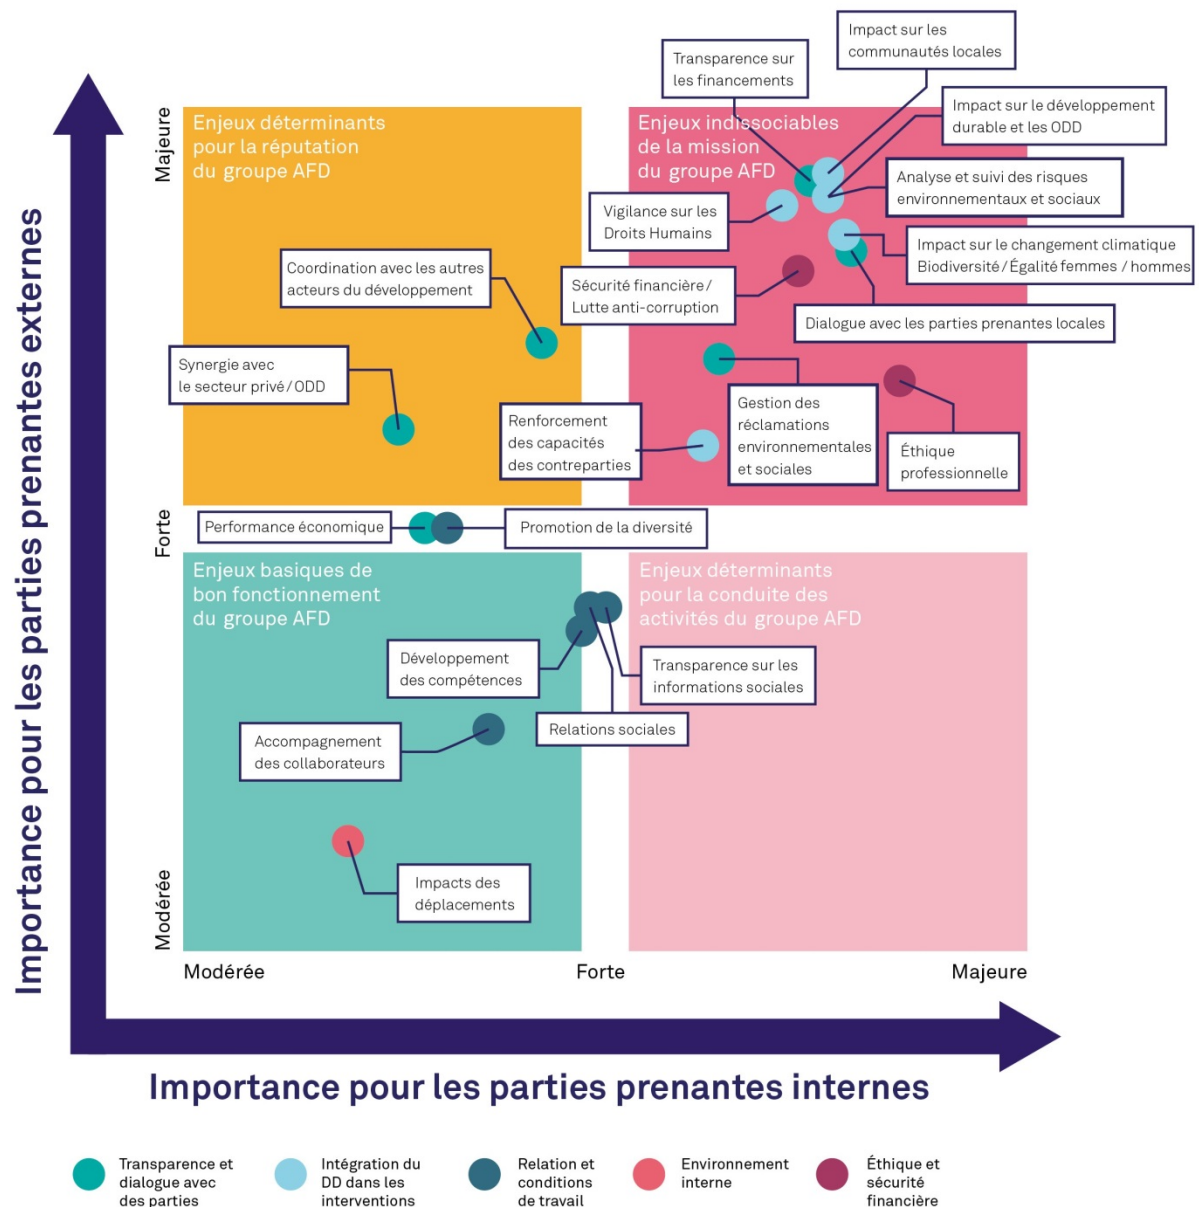 Impact sur les
communautés locales
Transparence sur
les financements
Impact sur le développement
durable et les ODD
Analyse et suivi des risques
environnementaux et sociaux
Impact sur le changement climatique
Biodiversité / Égalité femmes / hommes
Dialogue avec les parties prenantes locales
Vigilance sur les
Droits Humains
Sécurité financière /
Lutte anti-corruption
Enjeux déterminants
pour la réputation
du groupe AFD
Enjeux indissociables
de la mission
du groupe AFD
Coordination avec les autres
acteurs du développement
Synergie avec
le secteur privé / ODD
Renforcement
des capacités
des contreparties
Gestion des
réclamations
environnementales
et sociales
Éthique
professionnelle
Performance économique
Promotion de la diversité
Enjeux basiques de
bon fonctionnement
du groupe AFD
Enjeux déterminants
pour la conduite des
activités du groupe AFD
Développement
des compétences
Transparence sur les
informations sociales
Relations sociales
Accompagnement
des collaborateurs
Impacts des
déplacements
Majeure
Forte
Modérée
Importance pour les parties prenantes externes
Modérée
Forte
Majeure
Importance pour les parties prenantes internes
Transparence et
dialogue avec
des parties
Intégration du
DD dans les
interventions
Relation et
conditions
de travail
Environnement
interne
Éthique et
sécurité
financière